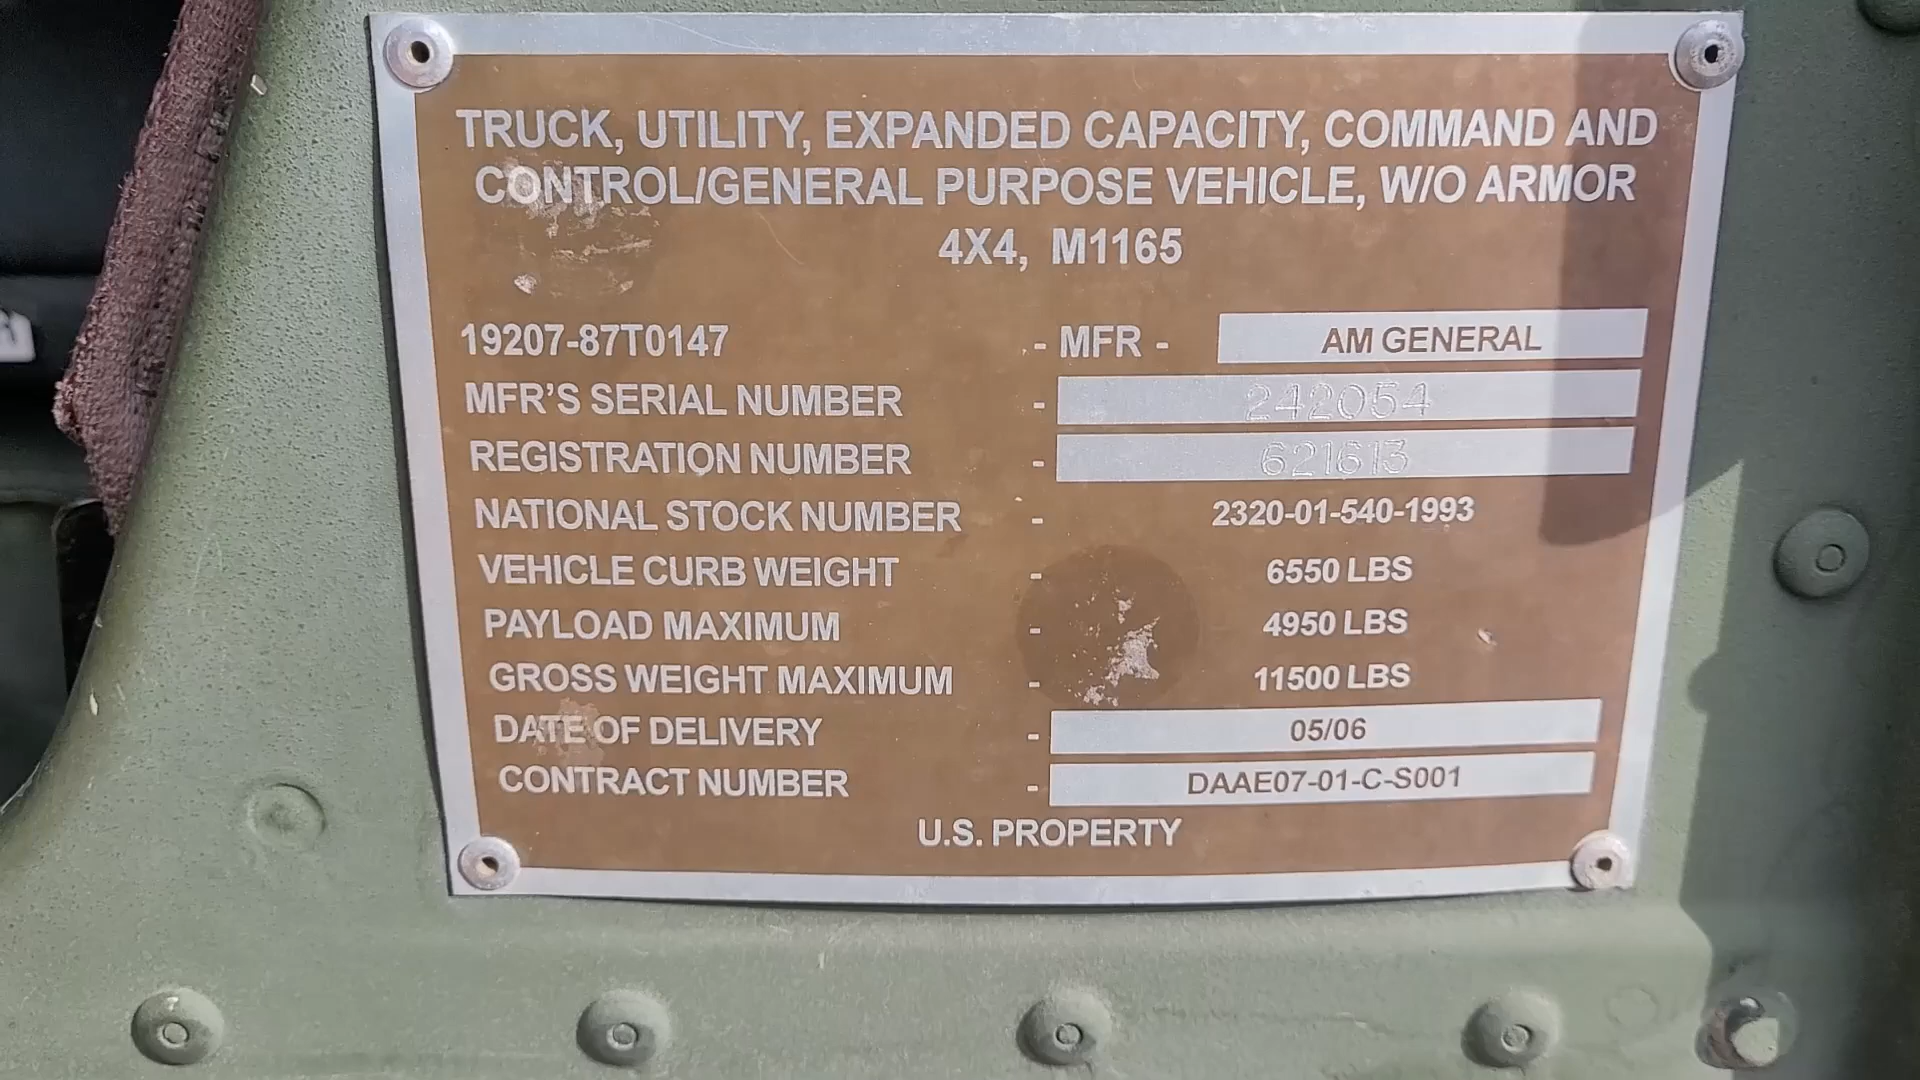 TRUCK, UTILITY, EXPANDED CAPACITY, COMMAND AND
CONTROL/GENERAL PURPOSE VEHICLE, W/O ARMOR
4X4, M1165
19207-87T0147 - MFR - AM GENERAL
MFR'S SERIAL NUMBER - 242054
REGISTRATION NUMBER - 621613
NATIONAL STOCK NUMBER - 2320-01-540-1993
VEHICLE CURB WEIGHT - 6550 LBS
PAYLOAD MAXIMUM - 4950 LBS
GROSS WEIGHT MAXIMUM - 11500 LBS
DATE OF DELIVERY - 05/06
CONTRACT NUMBER - DAAE07-01-C-S001
U.S. PROPERTY